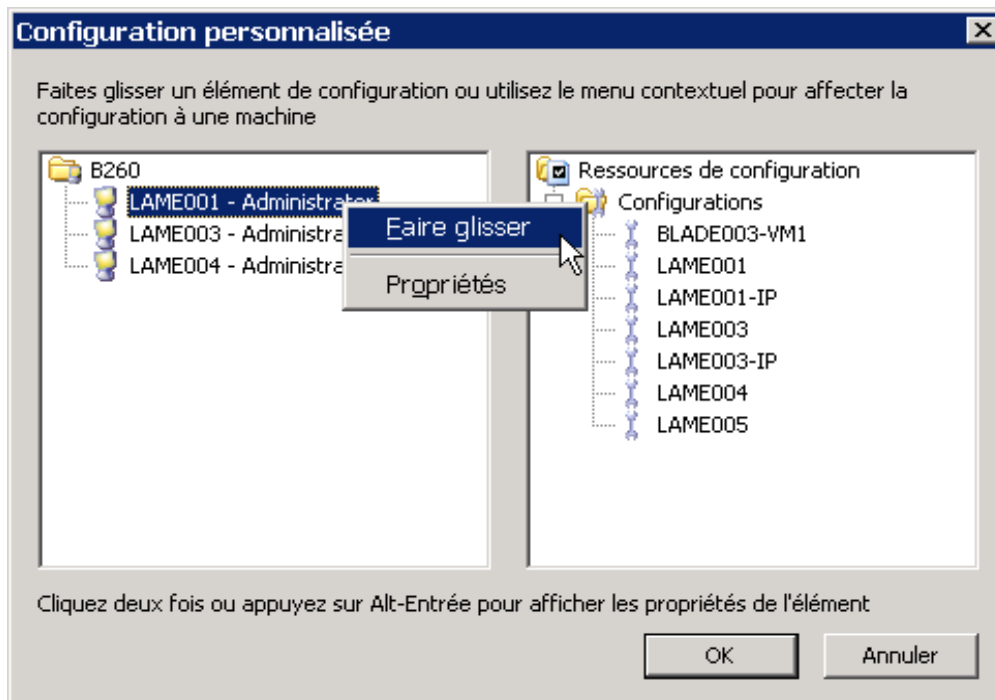 Configuration personnalisée
Faites glisser un élément de configuration ou utilisez le menu contextuel pour affecter la
configuration à une machine
B260
LAME001 - Administrator
LAME003 - Administra
LAME004 - Administra
Faire glisser
Propriétés
Ressources de configuration
Configurations
BLADE003-VM1
LAME001
LAME001-IP
LAME003
LAME003-IP
LAME004
LAME005
Cliquez deux fois ou appuyez sur Alt-Entrée pour afficher les propriétés de l'élément
OK
Annuler